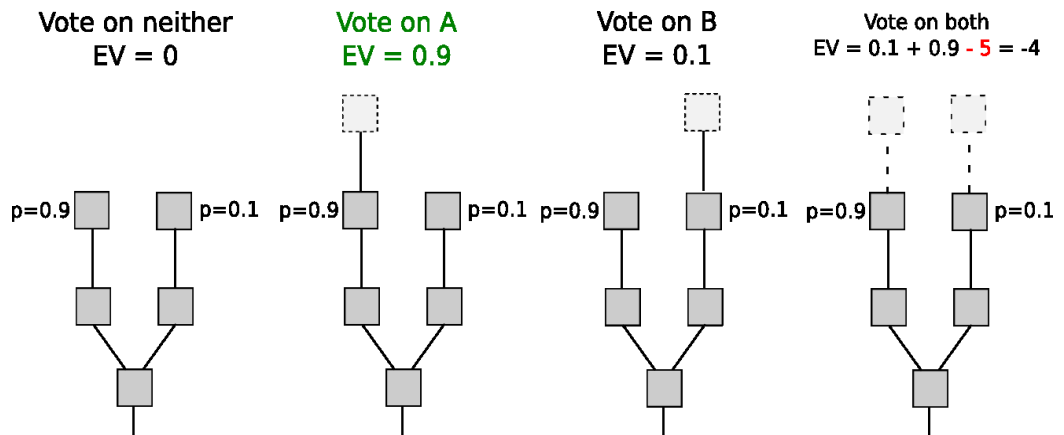 Vote on neither
EV = 0
Vote on A
EV = 0.9
Vote on B
EV = 0.1
Vote on both
EV = 0.1 + 0.9 - 5 = -4
p=0.9
p=0.1
p=0.9
p=0.1
p=0.9
p=0.1
p=0.9
p=0.1